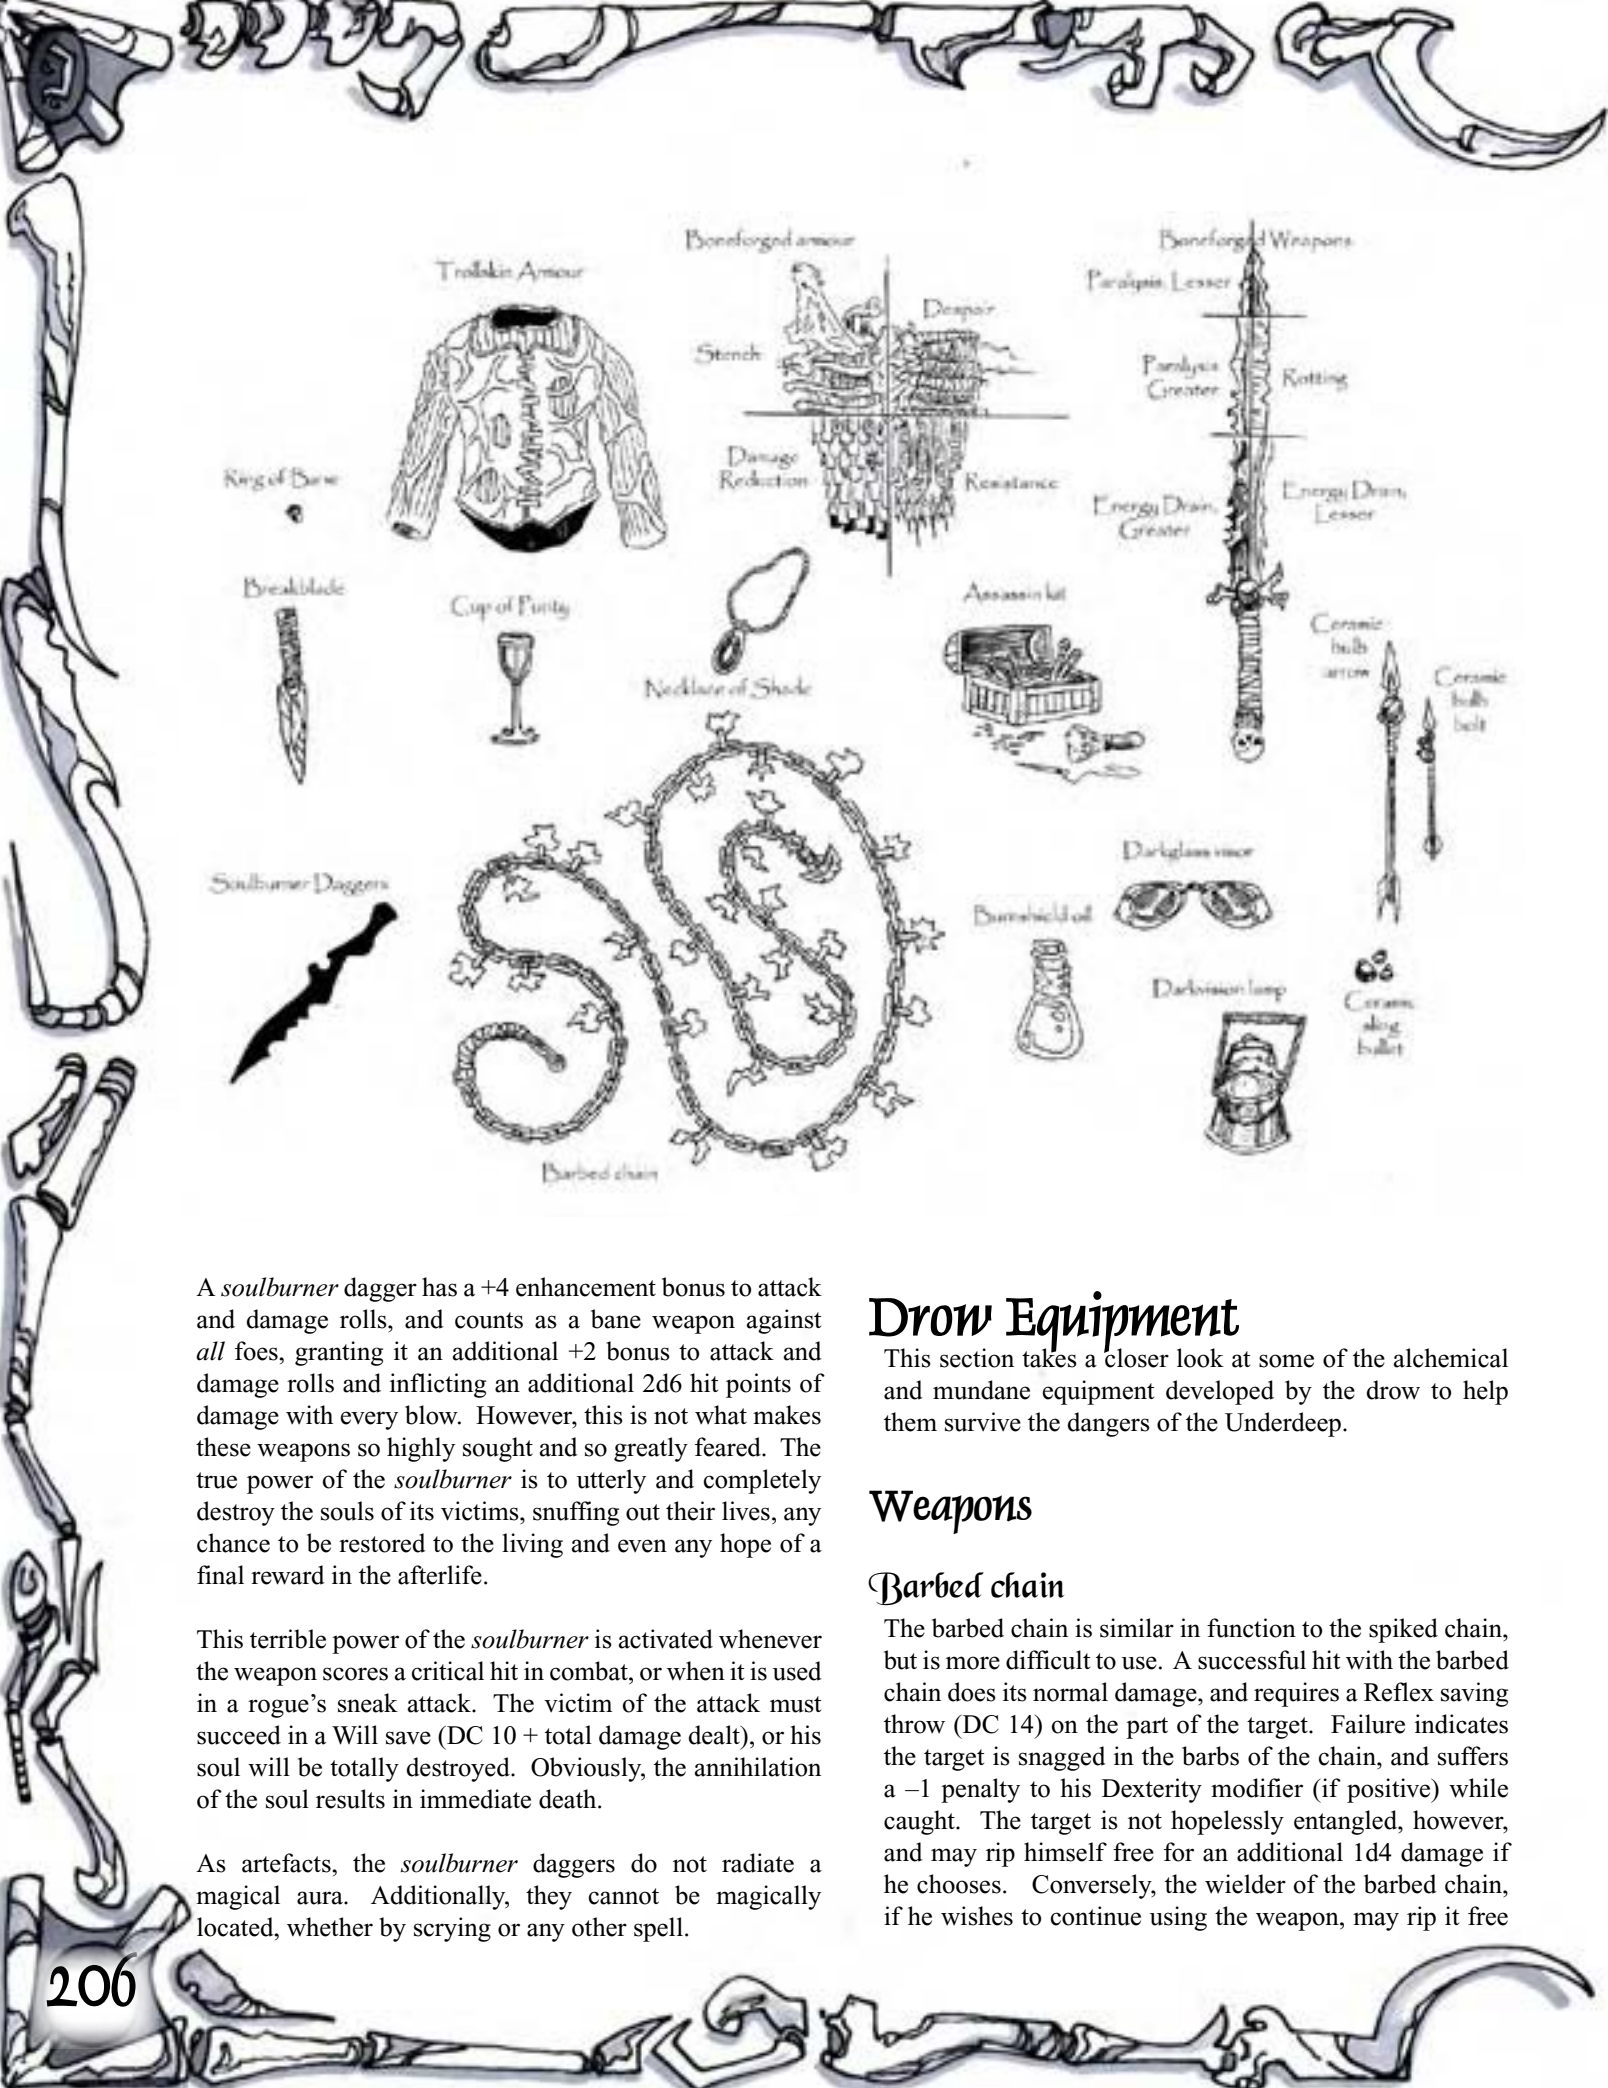 Boneforged armour
Boneforged Weapons
Trollskin Armour
Paralysis, Lesser
Despair
Stench
Paralysis
Greater
Rotting
Damage
Reduction
Resistance
Ring of Bane
Energy Drain,
Greater
Energy Drain,
Lesser
Breakblade
Cup of Purity
Assassin kit
Necklace of Shade
Ceramic
bulb
arrow
Ceramic
bulb
bolt
Soulburner Daggers
Darkglass visor
Burnshield oil
Darkvision lamp
Ceramic
sling
bullet
Barbed chain
A soulburner dagger has a +4 enhancement bonus to attack
and damage rolls, and counts as a bane weapon against
all foes, granting it an additional +2 bonus to attack and
damage rolls and inflicting an additional 2d6 hit points of
damage with every blow. However, this is not what makes
these weapons so highly sought and so greatly feared. The
true power of the soulburner is to utterly and completely
destroy the souls of its victims, snuffing out their lives, any
chance to be restored to the living and even any hope of a
final reward in the afterlife.
This terrible power of the soulburner is activated whenever
the weapon scores a critical hit in combat, or when it is used
in a rogue's sneak attack. The victim of the attack must
succeed in a Will save (DC 10 + total damage dealt), or his
soul will be totally destroyed. Obviously, the annihilation
of the soul results in immediate death.
As artefacts, the soulburner daggers do not radiate a
magical aura. Additionally, they cannot be magically
located, whether by scrying or any other spell.
Drow Equipment
This section takes a closer look at some of the alchemical
and mundane equipment developed by the drow to help
them survive the dangers of the Underdeep.
Weapons
Barbed chain
The barbed chain is similar in function to the spiked chain,
but is more difficult to use. A successful hit with the barbed
chain does its normal damage, and requires a Reflex saving
throw (DC 14) on the part of the target. Failure indicates
the target is snagged in the barbs of the chain, and suffers
a –1 penalty to his Dexterity modifier (if positive) while
caught. The target is not hopelessly entangled, however,
and may rip himself free for an additional 1d4 damage if
he chooses. Conversely, the wielder of the barbed chain,
if he wishes to continue using the weapon, may rip it free
206